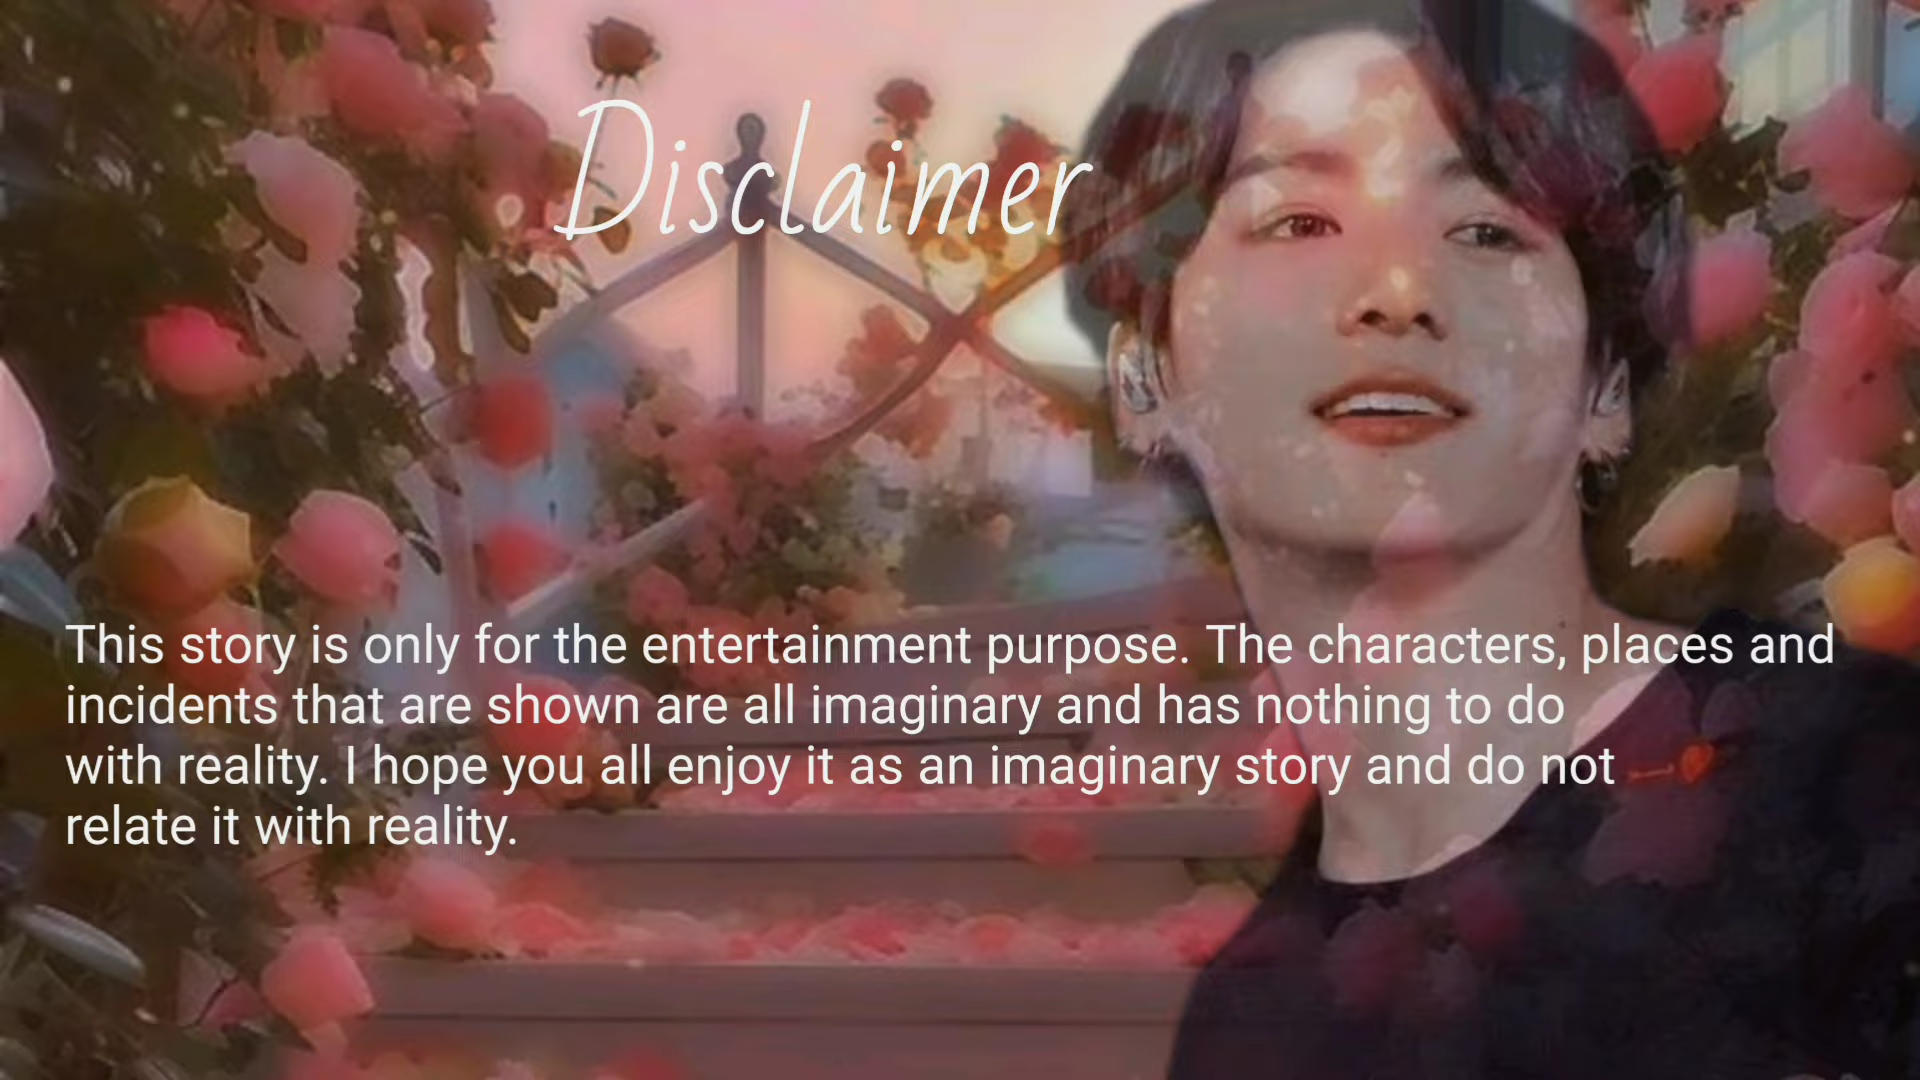 Disclaimer
This story is only for the entertainment purpose. The characters, places and
incidents that are shown are all imaginary and has nothing to do
with reality. I hope you all enjoy it as an imaginary story and do not
relate it with reality.